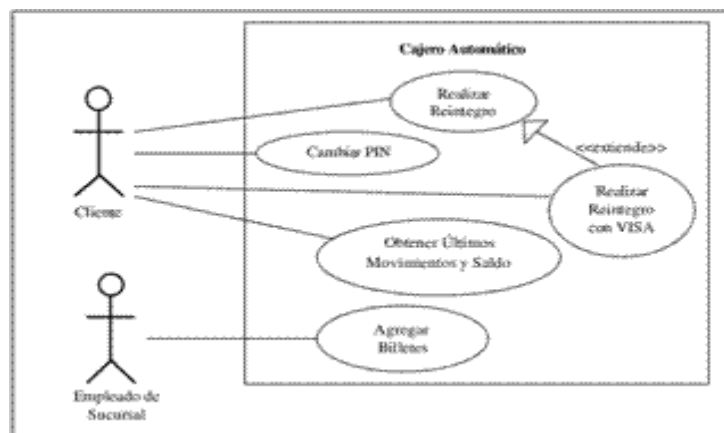 Cajero Automático
Realizar
Reintegro
<<extiende>>
Cambiar PIN
Realizar
Reintegro
con VISA
Cliente
Obtener Últimos
Movimientos y Saldo
Agregar
Billetes
Empleado de
Sucursal